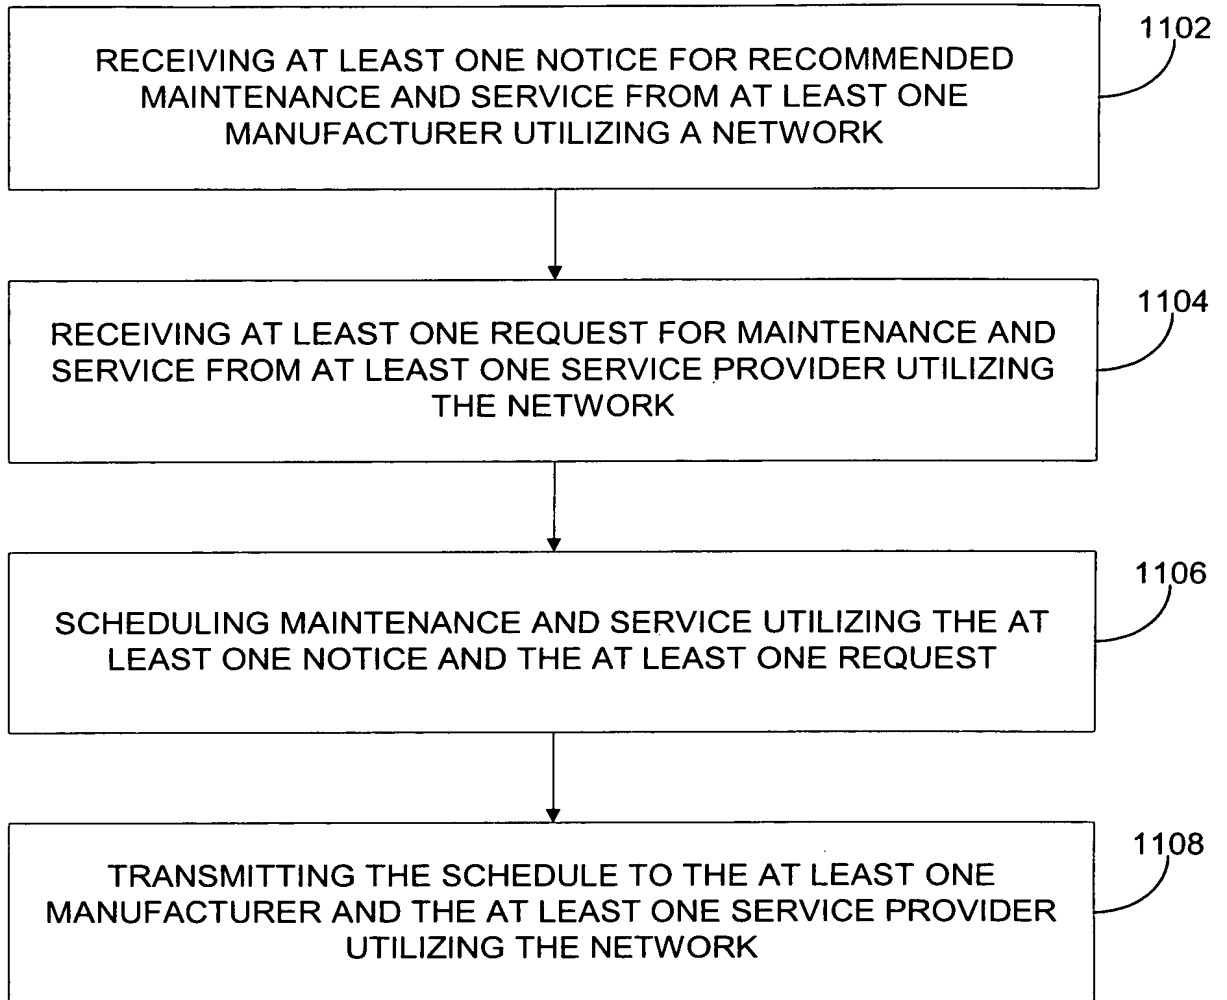 1102
RECEIVING AT LEAST ONE NOTICE FOR RECOMMENDED
MAINTENANCE AND SERVICE FROM AT LEAST ONE
MANUFACTURER UTILIZING A NETWORK
1104
RECEIVING AT LEAST ONE REQUEST FOR MAINTENANCE AND
SERVICE FROM AT LEAST ONE SERVICE PROVIDER UTILIZING
THE NETWORK
1106
SCHEDULING MAINTENANCE AND SERVICE UTILIZING THE AT
LEAST ONE NOTICE AND THE AT LEAST ONE REQUEST
1108
TRANSMITTING THE SCHEDULE TO THE AT LEAST ONE
MANUFACTURER AND THE AT LEAST ONE SERVICE PROVIDER
UTILIZING THE NETWORK